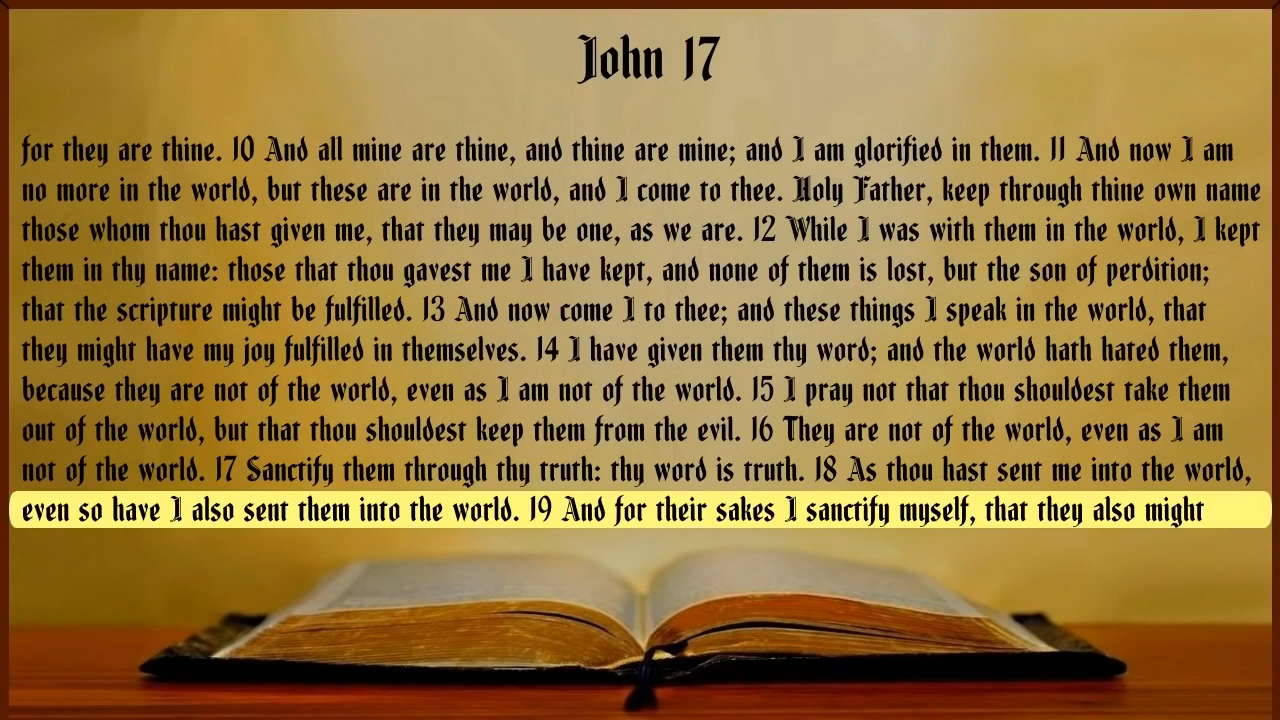 John 17
for they are thine. 10 And all mine are thine, and thine are mine; and I am glorified in them. 11 And now I am
no more in the world, but these are in the world, and I come to thee. Holy Father, keep through thine own name
those whom thou hast given me, that they may be one, as we are. 12 While I was with them in the world, I kept
them in thy name: those that thou gavest me I have kept, and none of them is lost, but the son of perdition;
that the scripture might be fulfilled. 13 And now come I to thee; and these things I speak in the world, that
they might have my joy fulfilled in themselves. 14 I have given them thy word; and the world hath hated them,
because they are not of the world, even as I am not of the world. 15 I pray not that thou shouldest take them
out of the world, but that thou shouldest keep them from the evil. 16 They are not of the world, even as I am
not of the world. 17 Sanctify them through thy truth: thy word is truth. 18 As thou hast sent me into the world,
even so have I also sent them into the world. 19 And for their sakes I sanctify myself, that they also might